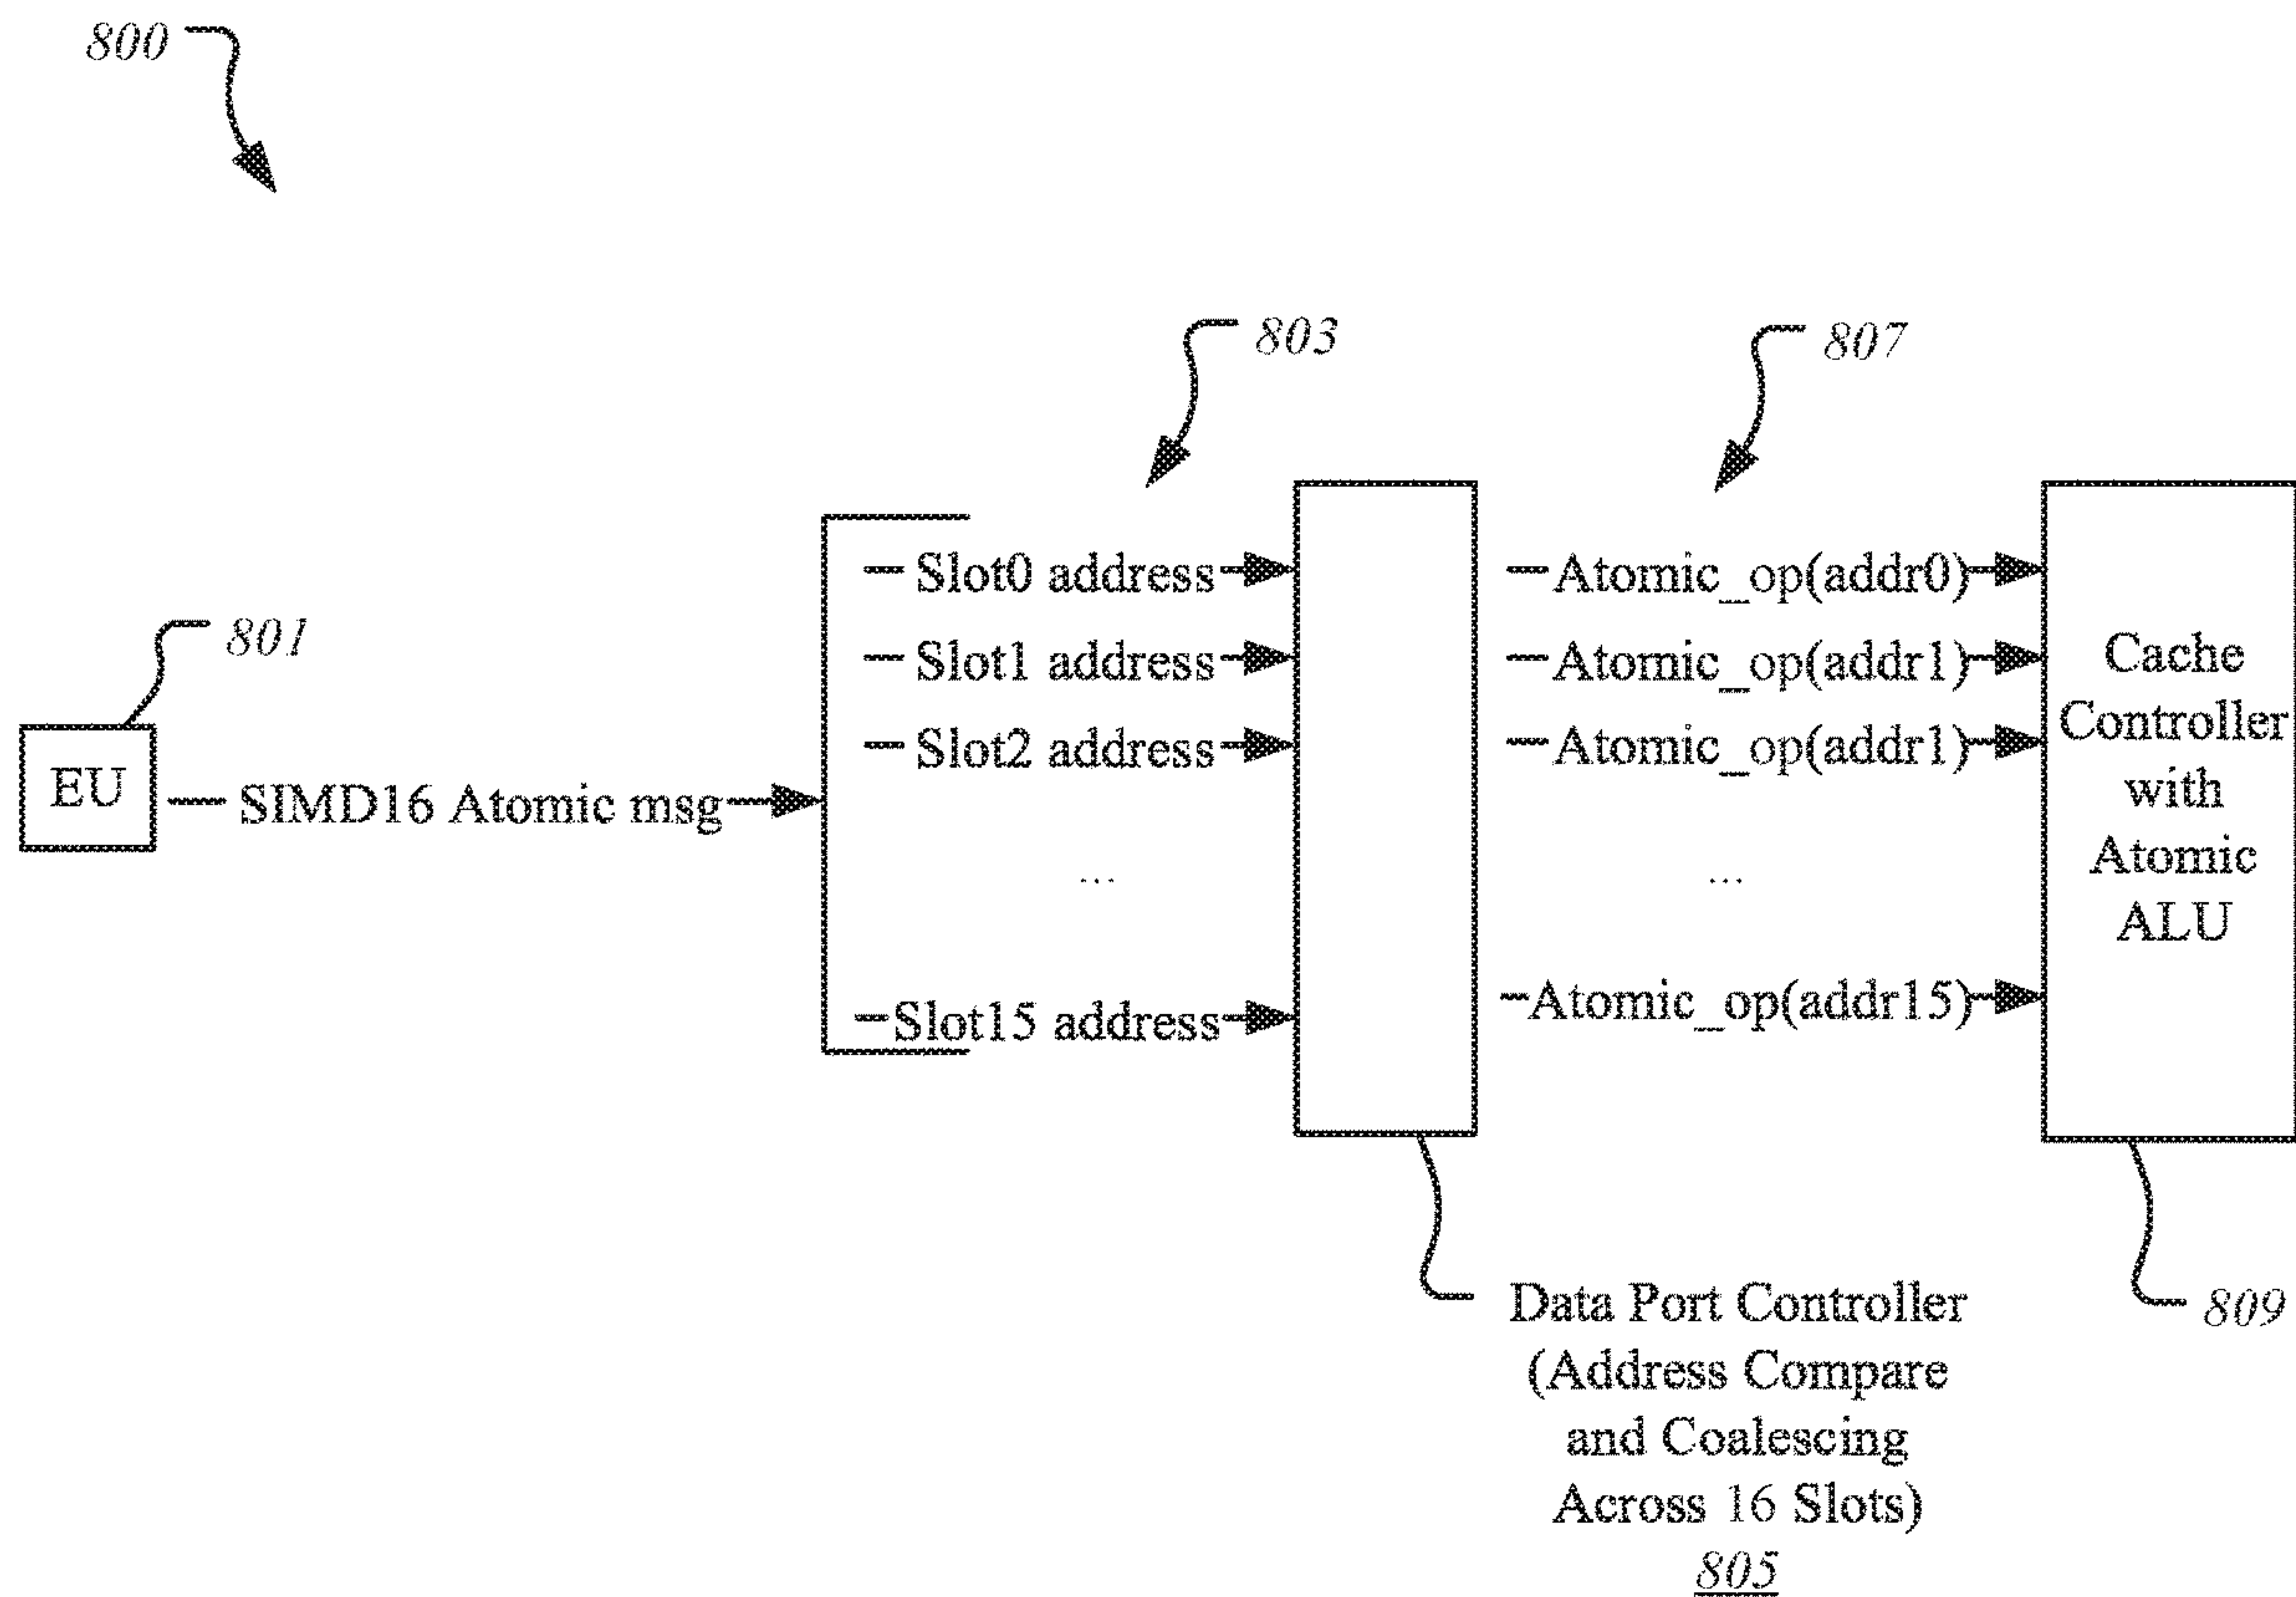 800
803
807
Slot0 address
Atomic_op(addr0)
801
Slot1 address
Atomic_op(addr1)
Cache
Controller
with
Atomic
ALU
Slot2 address
Atomic_op(addr1)
EU
SIMD16 Atomic msg
...
...
Slot15 address
Atomic_op(addr15)
Data Port Controller
(Address Compare
and Coalescing
Across 16 Slots)
805
809